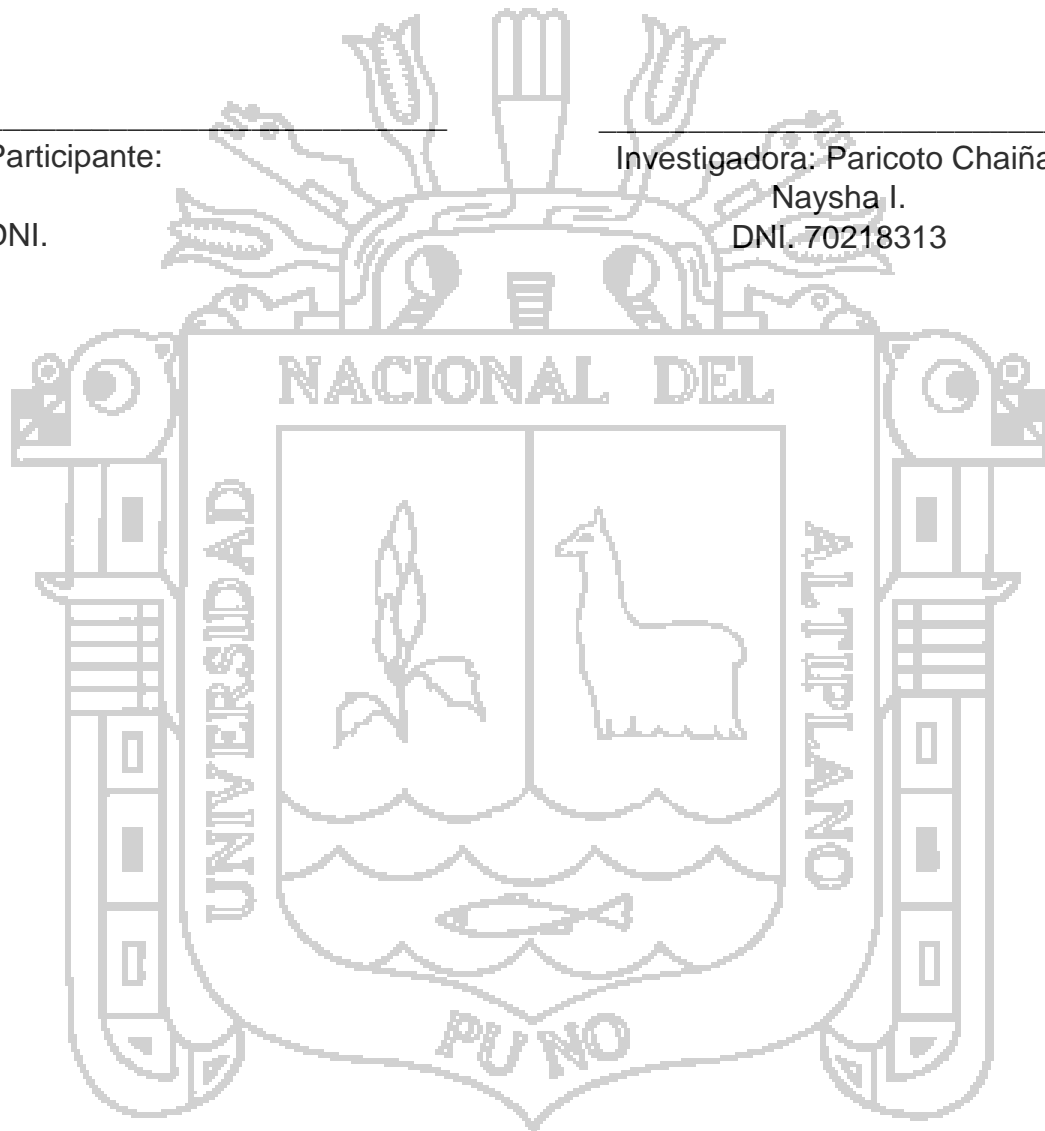 Participante:
DNI.
Investigadora: Paricoto Chaiña
Naysha I.
DNI. 70218313
NACIONAL DEL
UNIVERSIDAD
ALTIPLANO
PUNO